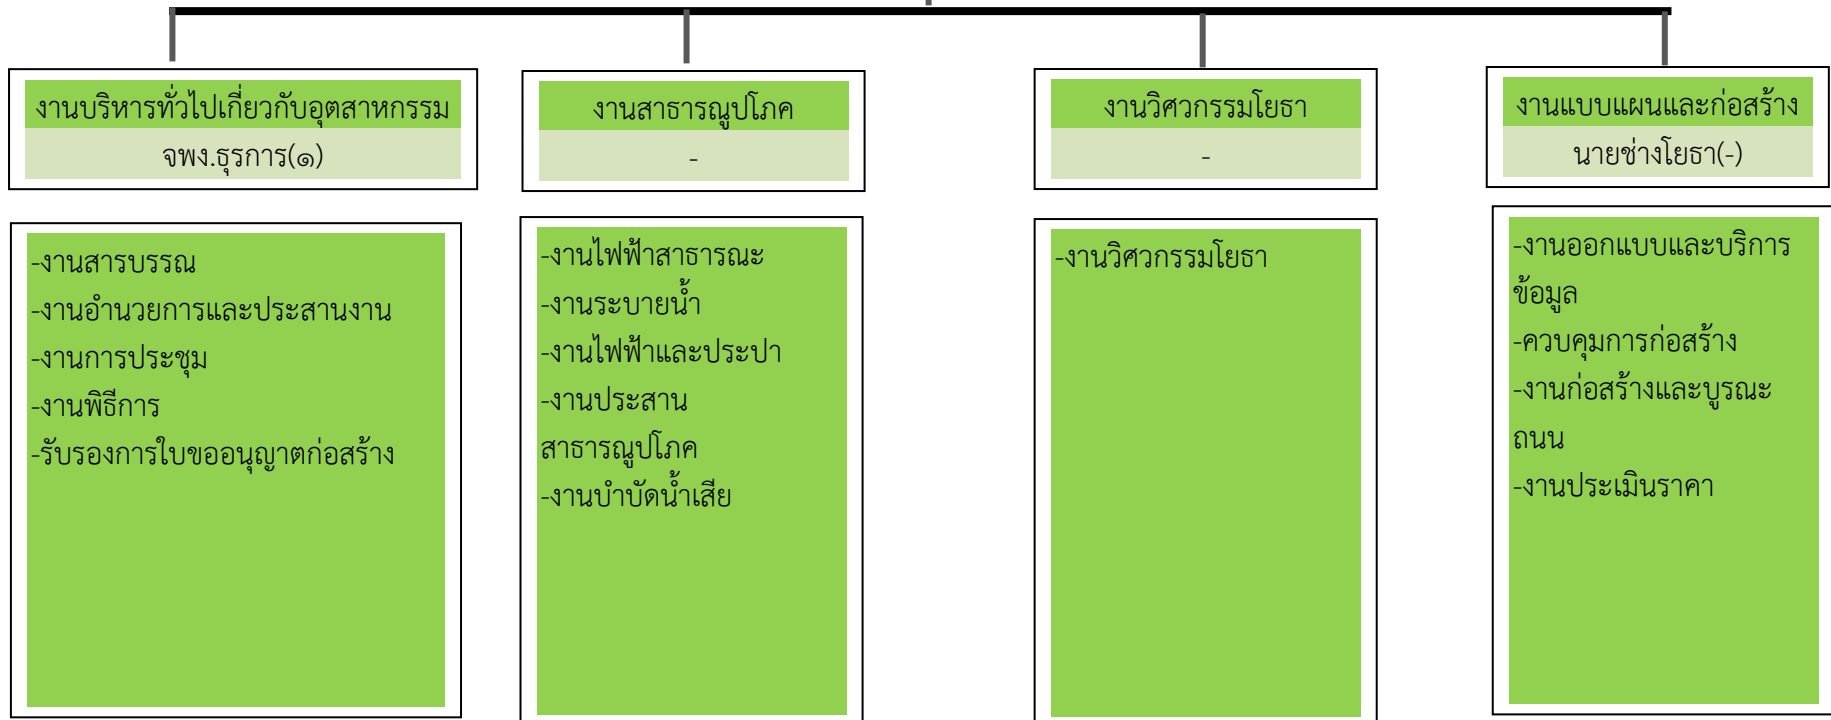 งานบริหารทั่วไปเกี่ยวกับอุตสาหกรรม
จพง.ธุรการ(๑)
-งานสารบรรณ
-งานอำนวยการและประสานงาน
-งานการประชุม
-งานพิธีการ
-รับรองการใบขออนุญาตก่อสร้าง
งานสาธารณูปโภค
-
-งานไฟฟ้าสาธารณะ
-งานระบายน้ำ
-งานไฟฟ้าและประปา
-งานประสาน
สาธารณูปโภค
-งานบำบัดน้ำเสีย
งานวิศวกรรมโยธา
-
-งานวิศวกรรมโยธา
งานแบบแผนและก่อสร้าง
นายช่างโยธา(-)
-งานออกแบบและบริการ
ข้อมูล
-ควบคุมการก่อสร้าง
-งานก่อสร้างและบูรณะ
ถนน
-งานประเมินราคา